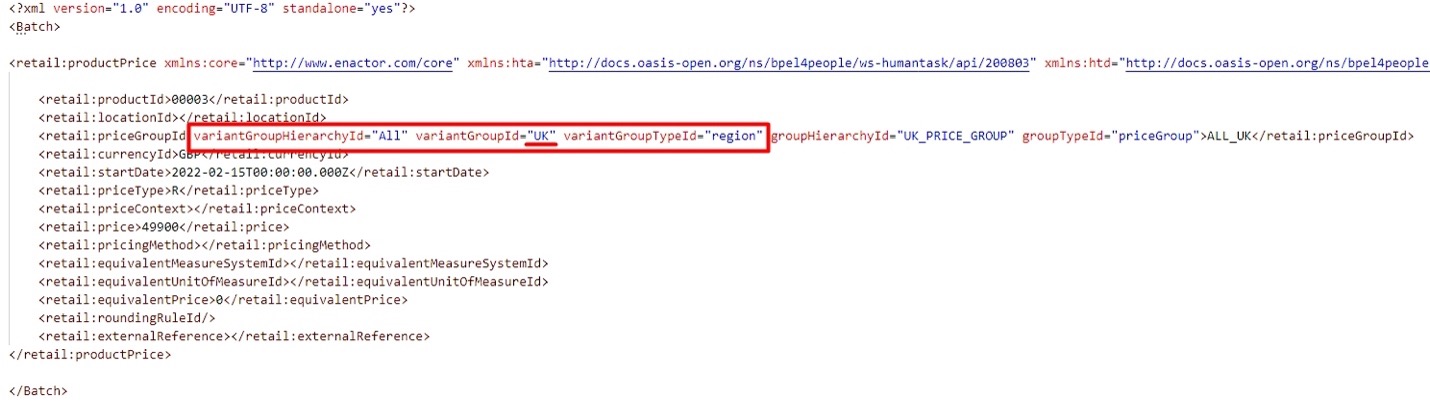 <?xml version="1.0" encoding="UTF-8" standalone="yes"?>
<Batch>
<retail:productPrice xmlns:core="http://www.enactor.com/core" xmlns:hta="http://docs.oasis-open.org/ns/bpel4people/ws-humantask/api/200803" xmlns:htd="http://docs.oasis-open.org/ns/bpel4people
<retail:productId>00003</retail:productId>
<retail:locationId></retail:locationId>
<retail:priceGroupId variantGroupHierarchyId="All" variantGroupId="UK" variantGroupTypeId="region" groupHierarchyId="UK_PRICE_GROUP" groupTypeId="priceGroup">ALL_UK</retail:priceGroupId>
<retail:currencyId>GBP</retail:currencyId>
<retail:startDate>2022-02-15T00:00:00.000Z</retail:startDate>
<retail:priceType>R</retail:priceType>
<retail:priceContext></retail:priceContext>
<retail:price>49900</retail:price>
<retail:pricingMethod></retail:pricingMethod>
<retail:equivalentMeasureSystemId></retail:equivalentMeasureSystemId>
<retail:equivalentUnitOfMeasureId></retail:equivalentUnitOfMeasureId>
<retail:equivalentPrice>0</retail:equivalentPrice>
<retail:roundingRuleId/>
<retail:externalReference></retail:externalReference>
</retail:productPrice>
</Batch>